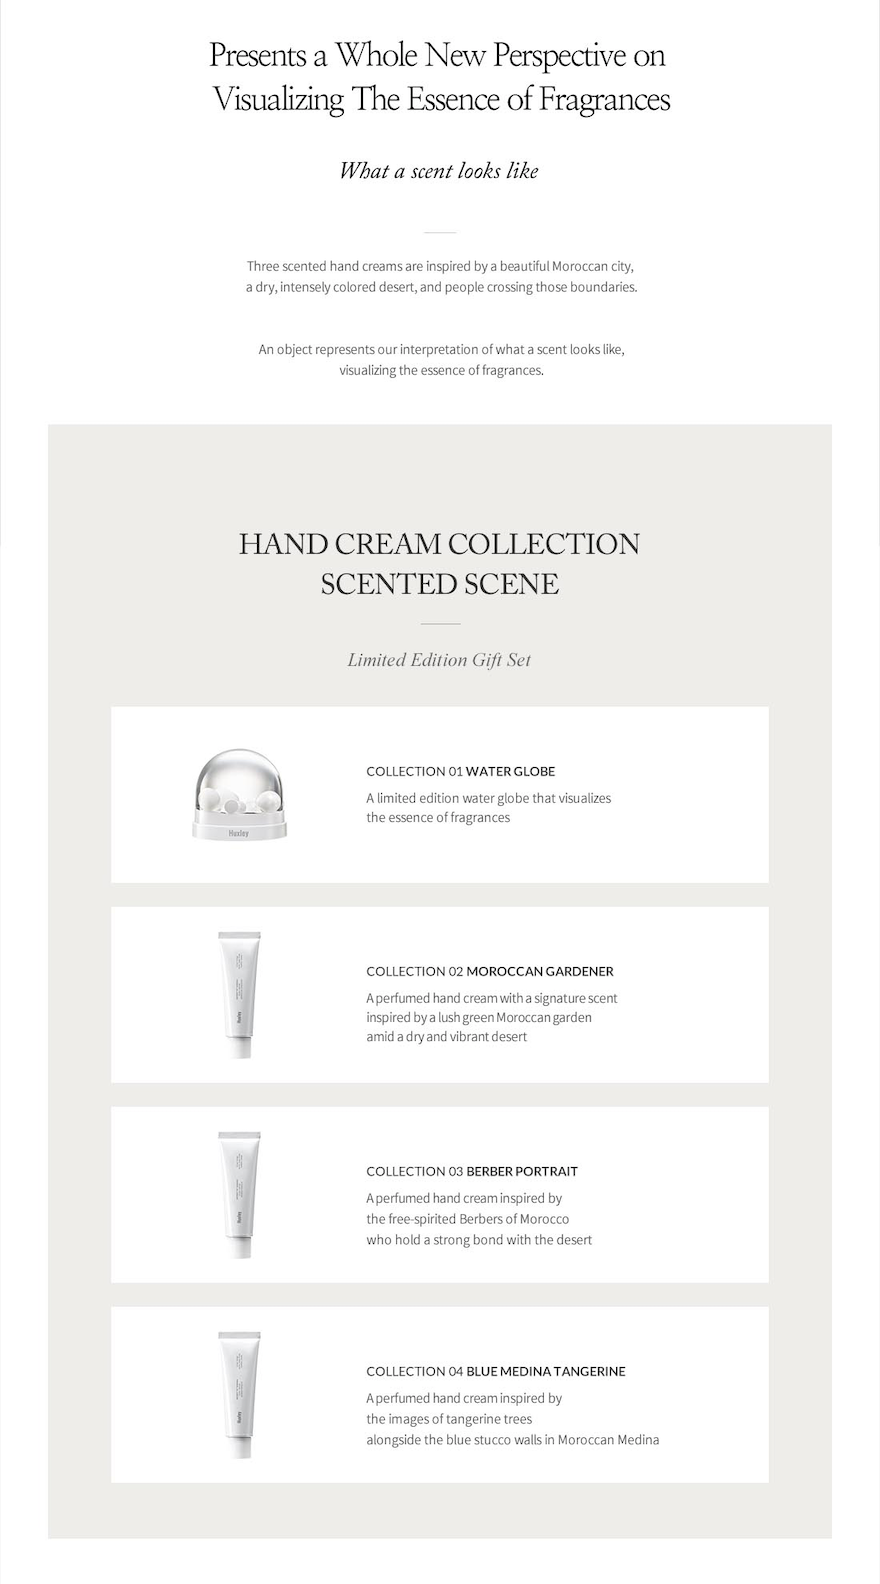 Presents a Whole New Perspective on
Visualizing The Essence of Fragrances
What a scent looks like
Three scented hand creams are inspired by a beautiful Moroccan city,
a dry, intensely colored desert, and people crossing those boundaries.
An object represents our interpretation of what a scent looks like,
visualizing the essence of fragrances.
HAND CREAM COLLECTION
SCENTED SCENE
Limited Edition Gift Set
Huxley
COLLECTION 01 WATER GLOBE
A limited edition water globe that visualizes
the essence of fragrances
Huxley
COLLECTION 02 MOROCCAN GARDENER
A perfumed hand cream with a signature scent
inspired by a lush green Moroccan garden
amid a dry and vibrant desert
Huxley
COLLECTION 03 BERBER PORTRAIT
A perfumed hand cream inspired by
the free-spirited Berbers of Morocco
who hold a strong bond with the desert
Huxley
COLLECTION 04 BLUE MEDINA TANGERINE
A perfumed hand cream inspired by
the images of tangerine trees
alongside the blue stucco walls in Moroccan Medina